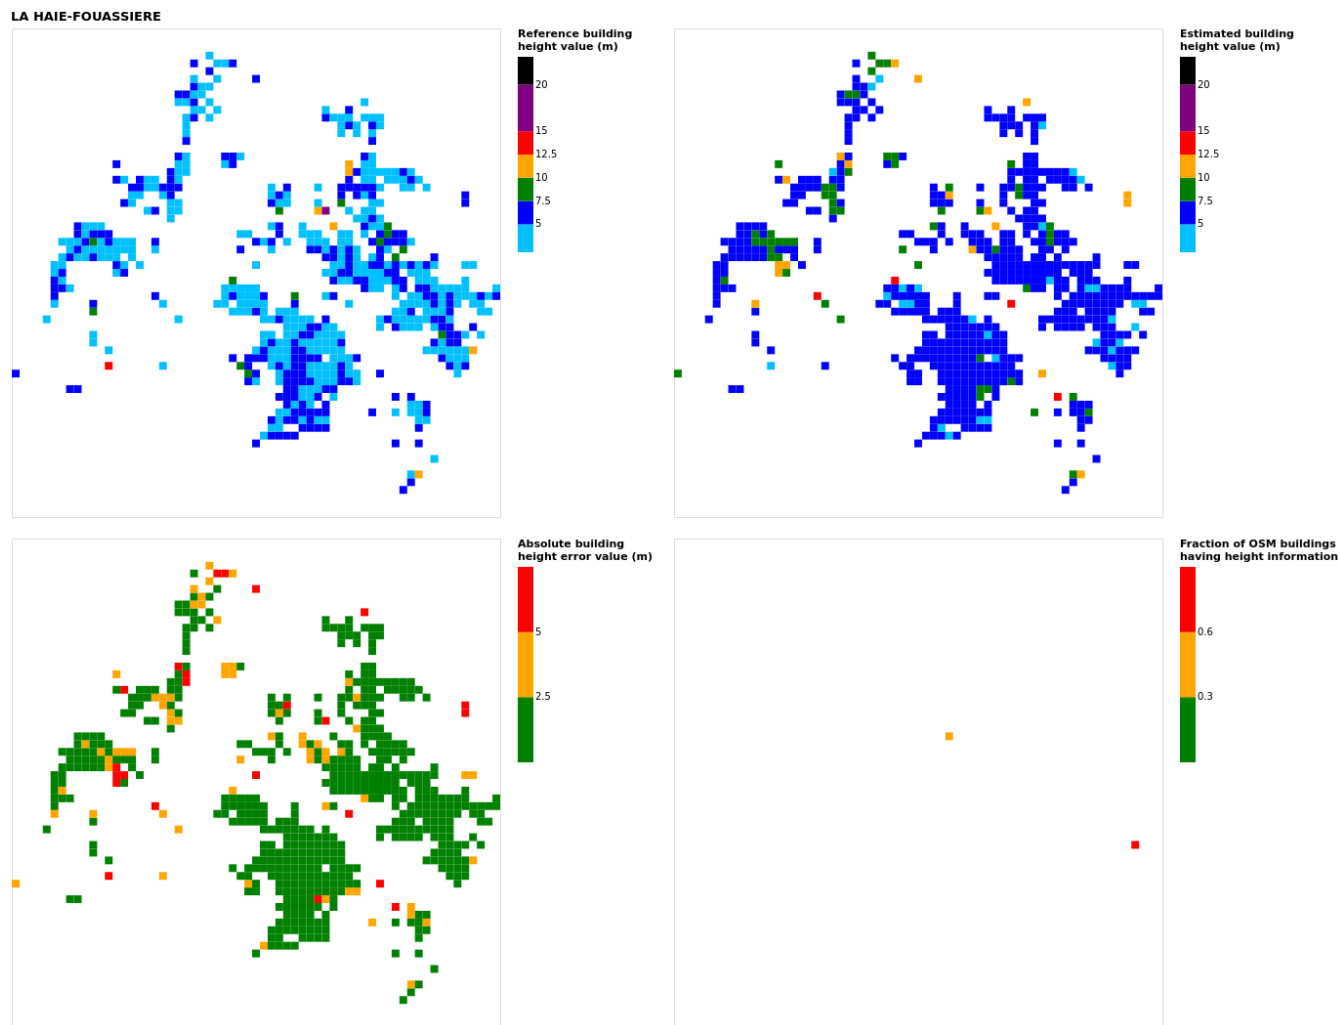 LA HAIE-FOUASSIERE
Reference building
height value (m)
20
15
12.5
10
7.5
5
Estimated building
height value (m)
20
15
12.5
10
7.5
5
Absolute building
height error value (m)
5
2.5
Fraction of OSM buildings
having height information
0.6
0.3